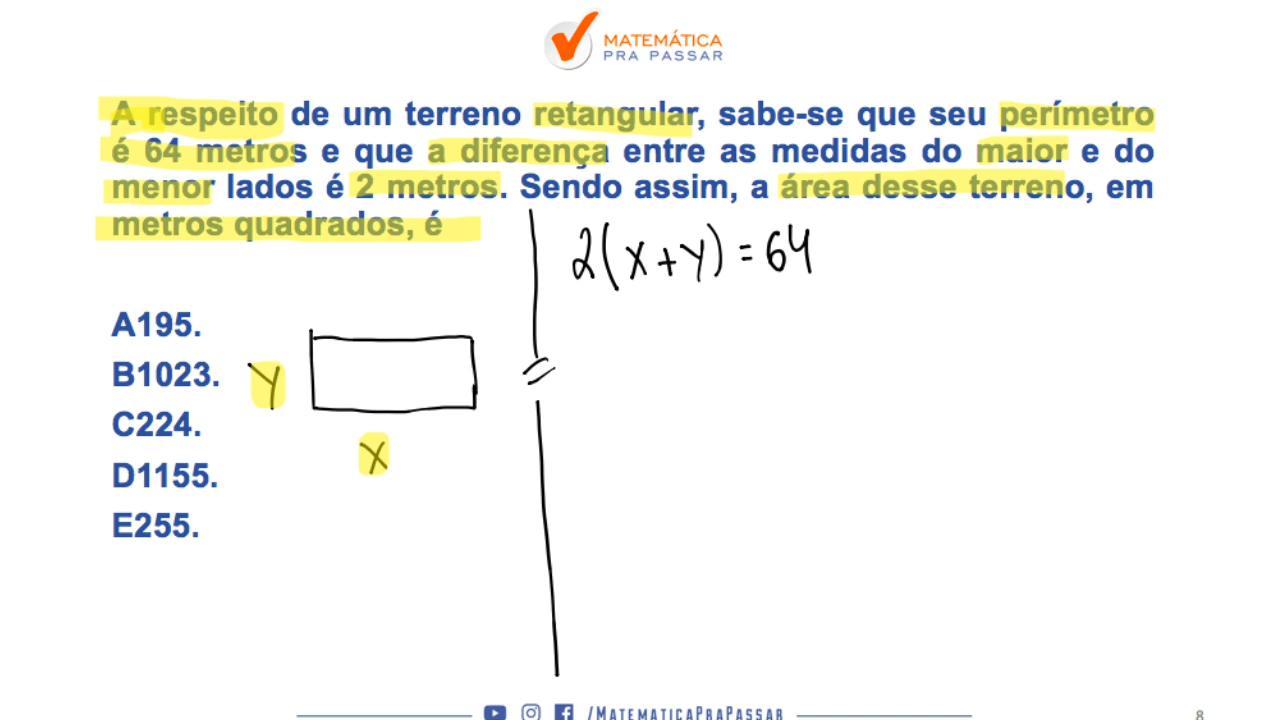 MATEMÁTICA
PRA PASSAR
A respeito de um terreno retangular, sabe-se que seu perímetro
é 64 metros e que a diferença entre as medidas do maior e do
menor lados é 2 metros. Sendo assim, a área desse terreno, em
metros quadrados, é
2(x+y)=64
A195.
B1023.
C224.
D1155.
E255.
Y
X
/MATEMATICAPRAPASSAR
8